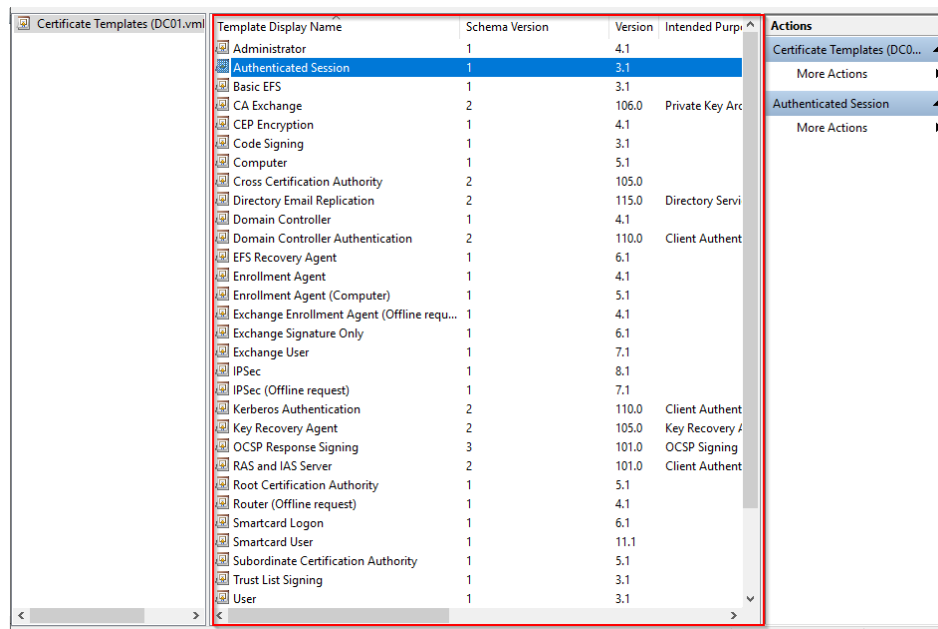 Certificate Templates (DC01.vml
Template Display Name Schema Version Version Intended Purp
Administrator 1 4.1
Authenticated Session 1 3.1
Basic EFS 1 3.1
CA Exchange 2 106.0 Private Key Arc
CEP Encryption 1 4.1
Code Signing 1 3.1
Computer 1 5.1
Cross Certification Authority 2 105.0
Directory Email Replication 2 115.0 Directory Servi
Domain Controller 1 4.1
Domain Controller Authentication 2 110.0 Client Authent
EFS Recovery Agent 1 6.1
Enrollment Agent 1 4.1
Enrollment Agent (Computer) 1 5.1
Exchange Enrollment Agent (Offline requ... 1 4.1
Exchange Signature Only 1 6.1
Exchange User 1 7.1
IPSec 1 8.1
IPSec (Offline request) 1 7.1
Kerberos Authentication 2 110.0 Client Authent
Key Recovery Agent 2 105.0 Key Recovery A
OCSP Response Signing 3 101.0 OCSP Signing
RAS and IAS Server 2 101.0 Client Authent
Root Certification Authority 1 5.1
Router (Offline request) 1 4.1
Smartcard Logon 1 6.1
Smartcard User 1 11.1
Subordinate Certification Authority 1 5.1
Trust List Signing 1 3.1
User 1 3.1
Actions
Certificate Templates (DC0...
More Actions
Authenticated Session
More Actions